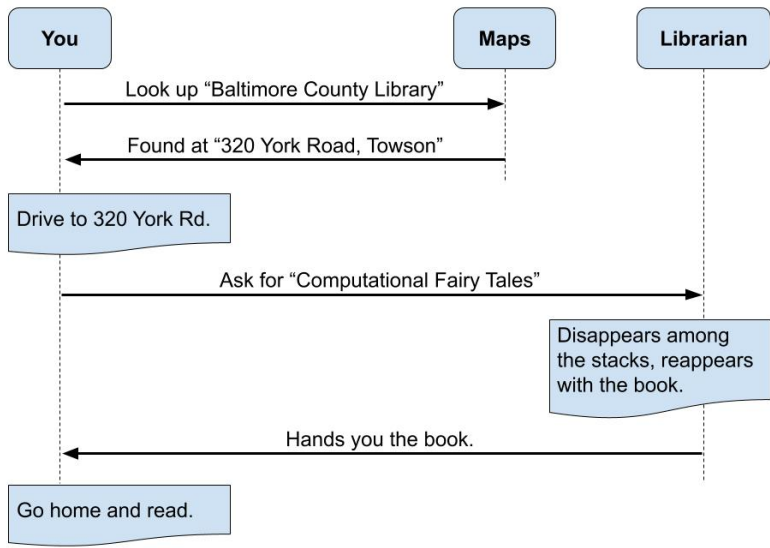 You
Maps
Librarian
Look up “Baltimore County Library”
Found at “320 York Road, Towson”
Drive to 320 York Rd.
Ask for “Computational Fairy Tales”
Disappears among
the stacks, reappears
with the book.
Hands you the book.
Go home and read.